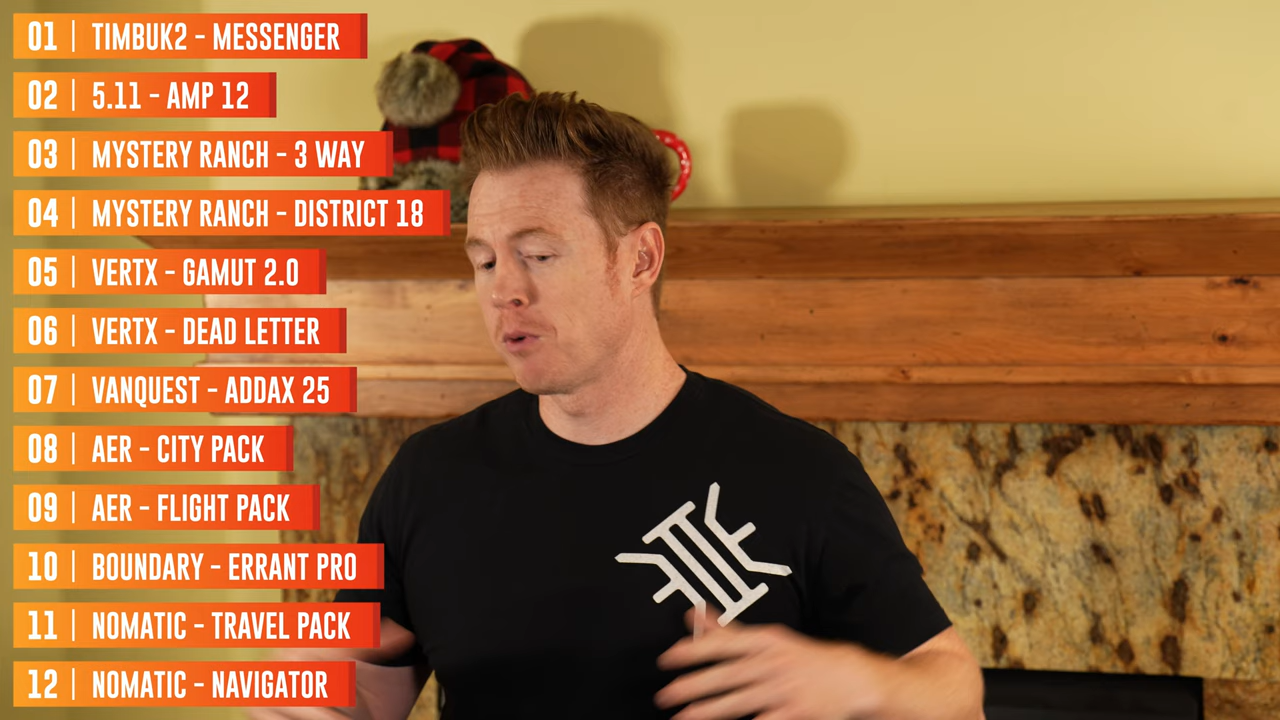 01 | TIMBUK2 - MESSENGER
02 | 5.11 - AMP 12
03 | MYSTERY RANCH - 3 WAY
04 | MYSTERY RANCH - DISTRICT 18
05 | VERTX - GAMUT 2.0
06 | VERTX - DEAD LETTER
07 | VANQUEST - ADDAX 25
08 | AER - CITY PACK
09 | AER - FLIGHT PACK
10 | BOUNDARY - ERRANT PRO
11 | NOMATIC - TRAVEL PACK
12 | NOMATIC - NAVIGATOR